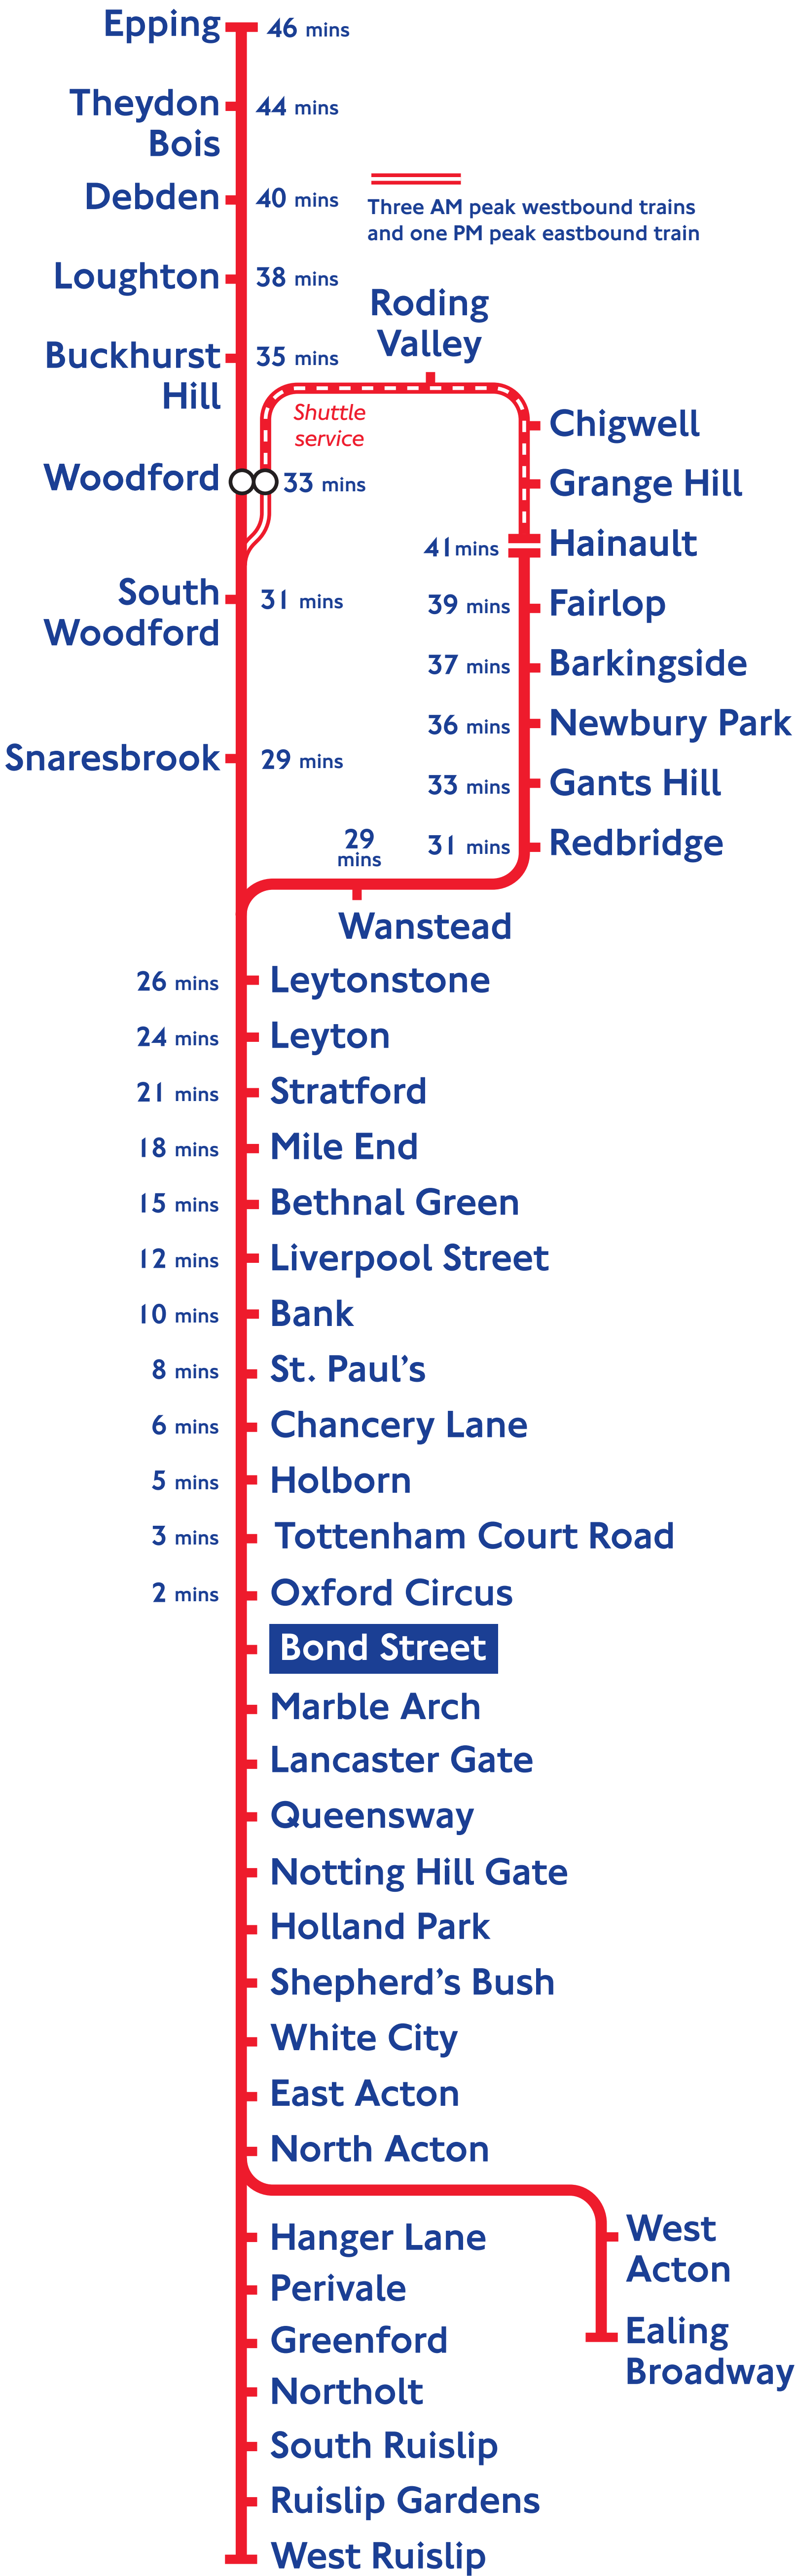 Epping 46 mins
Theydon 44 mins
Bois
Debden 40 mins
Three AM peak westbound trains
and one PM peak eastbound train
Loughton 38 mins
Roding
Valley
Buckhurst 35 mins
Hill
Shuttle
service
Chigwell
Woodford 33 mins
Grange Hill
41mins Hainault
South 31 mins
Woodford
39 mins Fairlop
37 mins Barkingside
36 mins Newbury Park
Snaresbrook 29 mins
33 mins Gants Hill
31 mins Redbridge
29
mins
Wanstead
26 mins Leytonstone
24 mins Leyton
21 mins Stratford
18 mins Mile End
15 mins Bethnal Green
12 mins Liverpool Street
10 mins Bank
8 mins St. Paul’s
6 mins Chancery Lane
5 mins Holborn
3 mins Tottenham Court Road
2 mins Oxford Circus
Bond Street
Marble Arch
Lancaster Gate
Queensway
Notting Hill Gate
Holland Park
Shepherd’s Bush
White City
East Acton
North Acton
Hanger Lane
Perivale
Greenford
Northolt
South Ruislip
Ruislip Gardens
West Ruislip
West
Acton
Ealing
Broadway